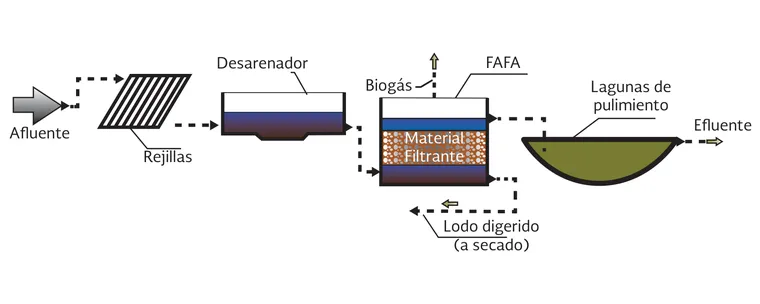 Afluente
Rejillas
Desarenador
Biogás
FAFA
Material
Filtrante
Lodo digerido
(a secado)
Lagunas de
pulimiento
Efluente